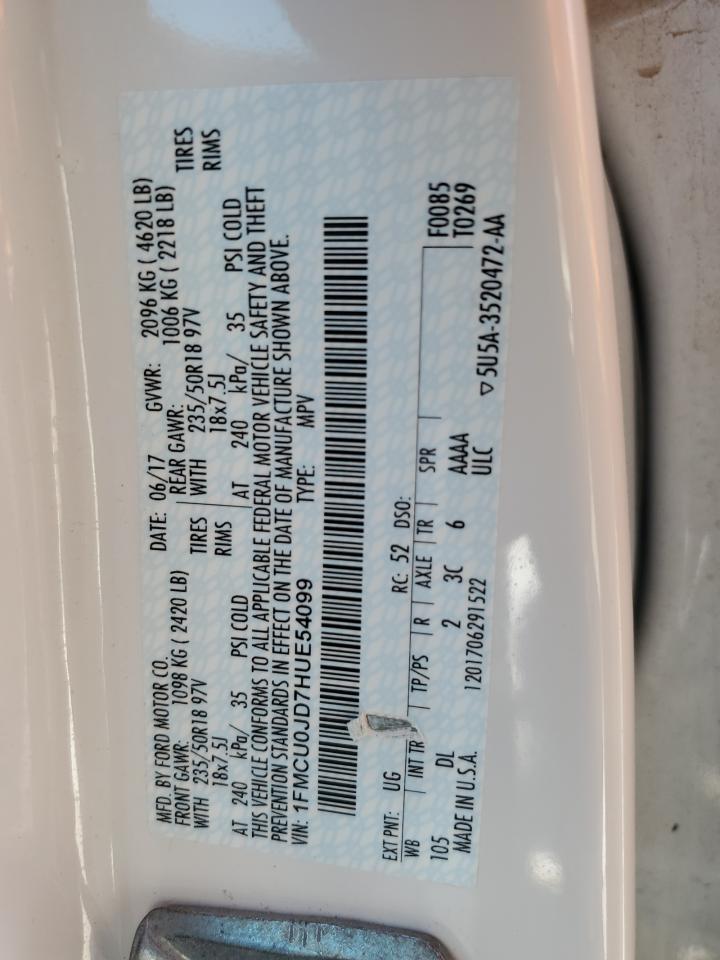 MFD. BY FORD MOTOR CO.
DATE: 06/17 GVWR: 2096 KG ( 4620 LB)
FRONT GAWR: 1098 KG ( 2420 LB)
REAR GAWR: 1006 KG ( 2218 LB)
WITH 235/50R18 97V TIRES
WITH 235/50R18 97V TIRES
18x7.5J RIMS
18x7.5J RIMS
AT 240 kPa/ 35 PSI COLD
AT 240 kPa/ 35 PSI COLD
THIS VEHICLE CONFORMS TO ALL APPLICABLE FEDERAL MOTOR VEHICLE SAFETY AND THEFT
PREVENTION STANDARDS IN EFFECT ON THE DATE OF MANUFACTURE SHOWN ABOVE.
VIN: 1FMCU0JD7HUE54099 TYPE: MPV
EXT PNT: UG RC: 52 DSO: F0085
WB INT TR TP/PS R AXLE TR SPR T0269
105 DL 2 3C 6 AAAA
MADE IN U.S.A. 1201706291522 ULC ▽5U5A-3520472-AA